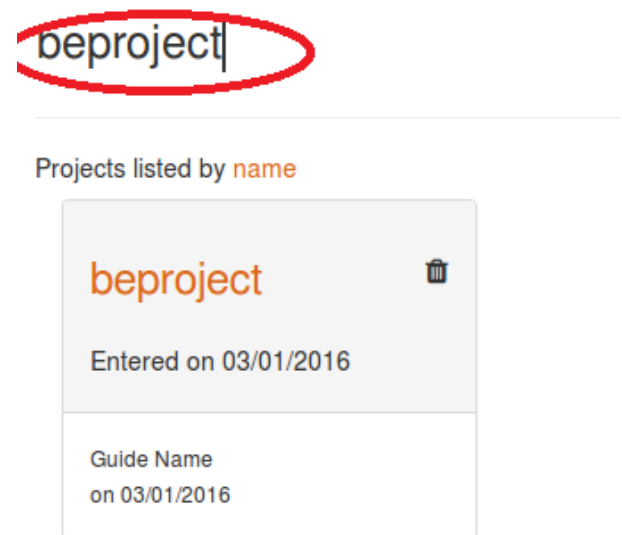 beproject
Projects listed by name
beproject
Entered on 03/01/2016
Guide Name
on 03/01/2016